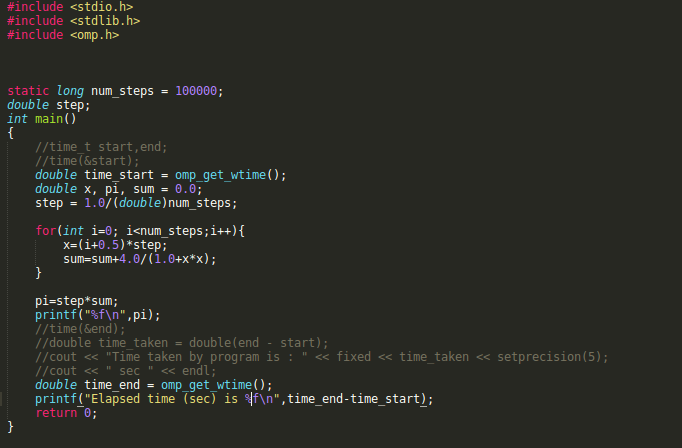 #include <stdio.h>
#include <stdlib.h>
#include <omp.h>
static long num_steps = 100000;
double step;
int main()
{
    //time_t start,end;
    //time(&start);
    double time_start = omp_get_wtime();
    double x, pi, sum = 0.0;
    step = 1.0/(double)num_steps;
    for(int i=0; i<num_steps;i++){
        x=(i+0.5)*step;
        sum=sum+4.0/(1.0+x*x);
    }
    pi=step*sum;
    printf("%f\n",pi);
    //time(&end);
    //double time_taken = double(end - start);
    //cout << "Time taken by program is : " << fixed << time_taken << setprecision(5);
    //cout << " sec " << endl;
    double time_end = omp_get_wtime();
    printf("Elapsed time (sec) is %f\n",time_end-time_start);
    return 0;
}